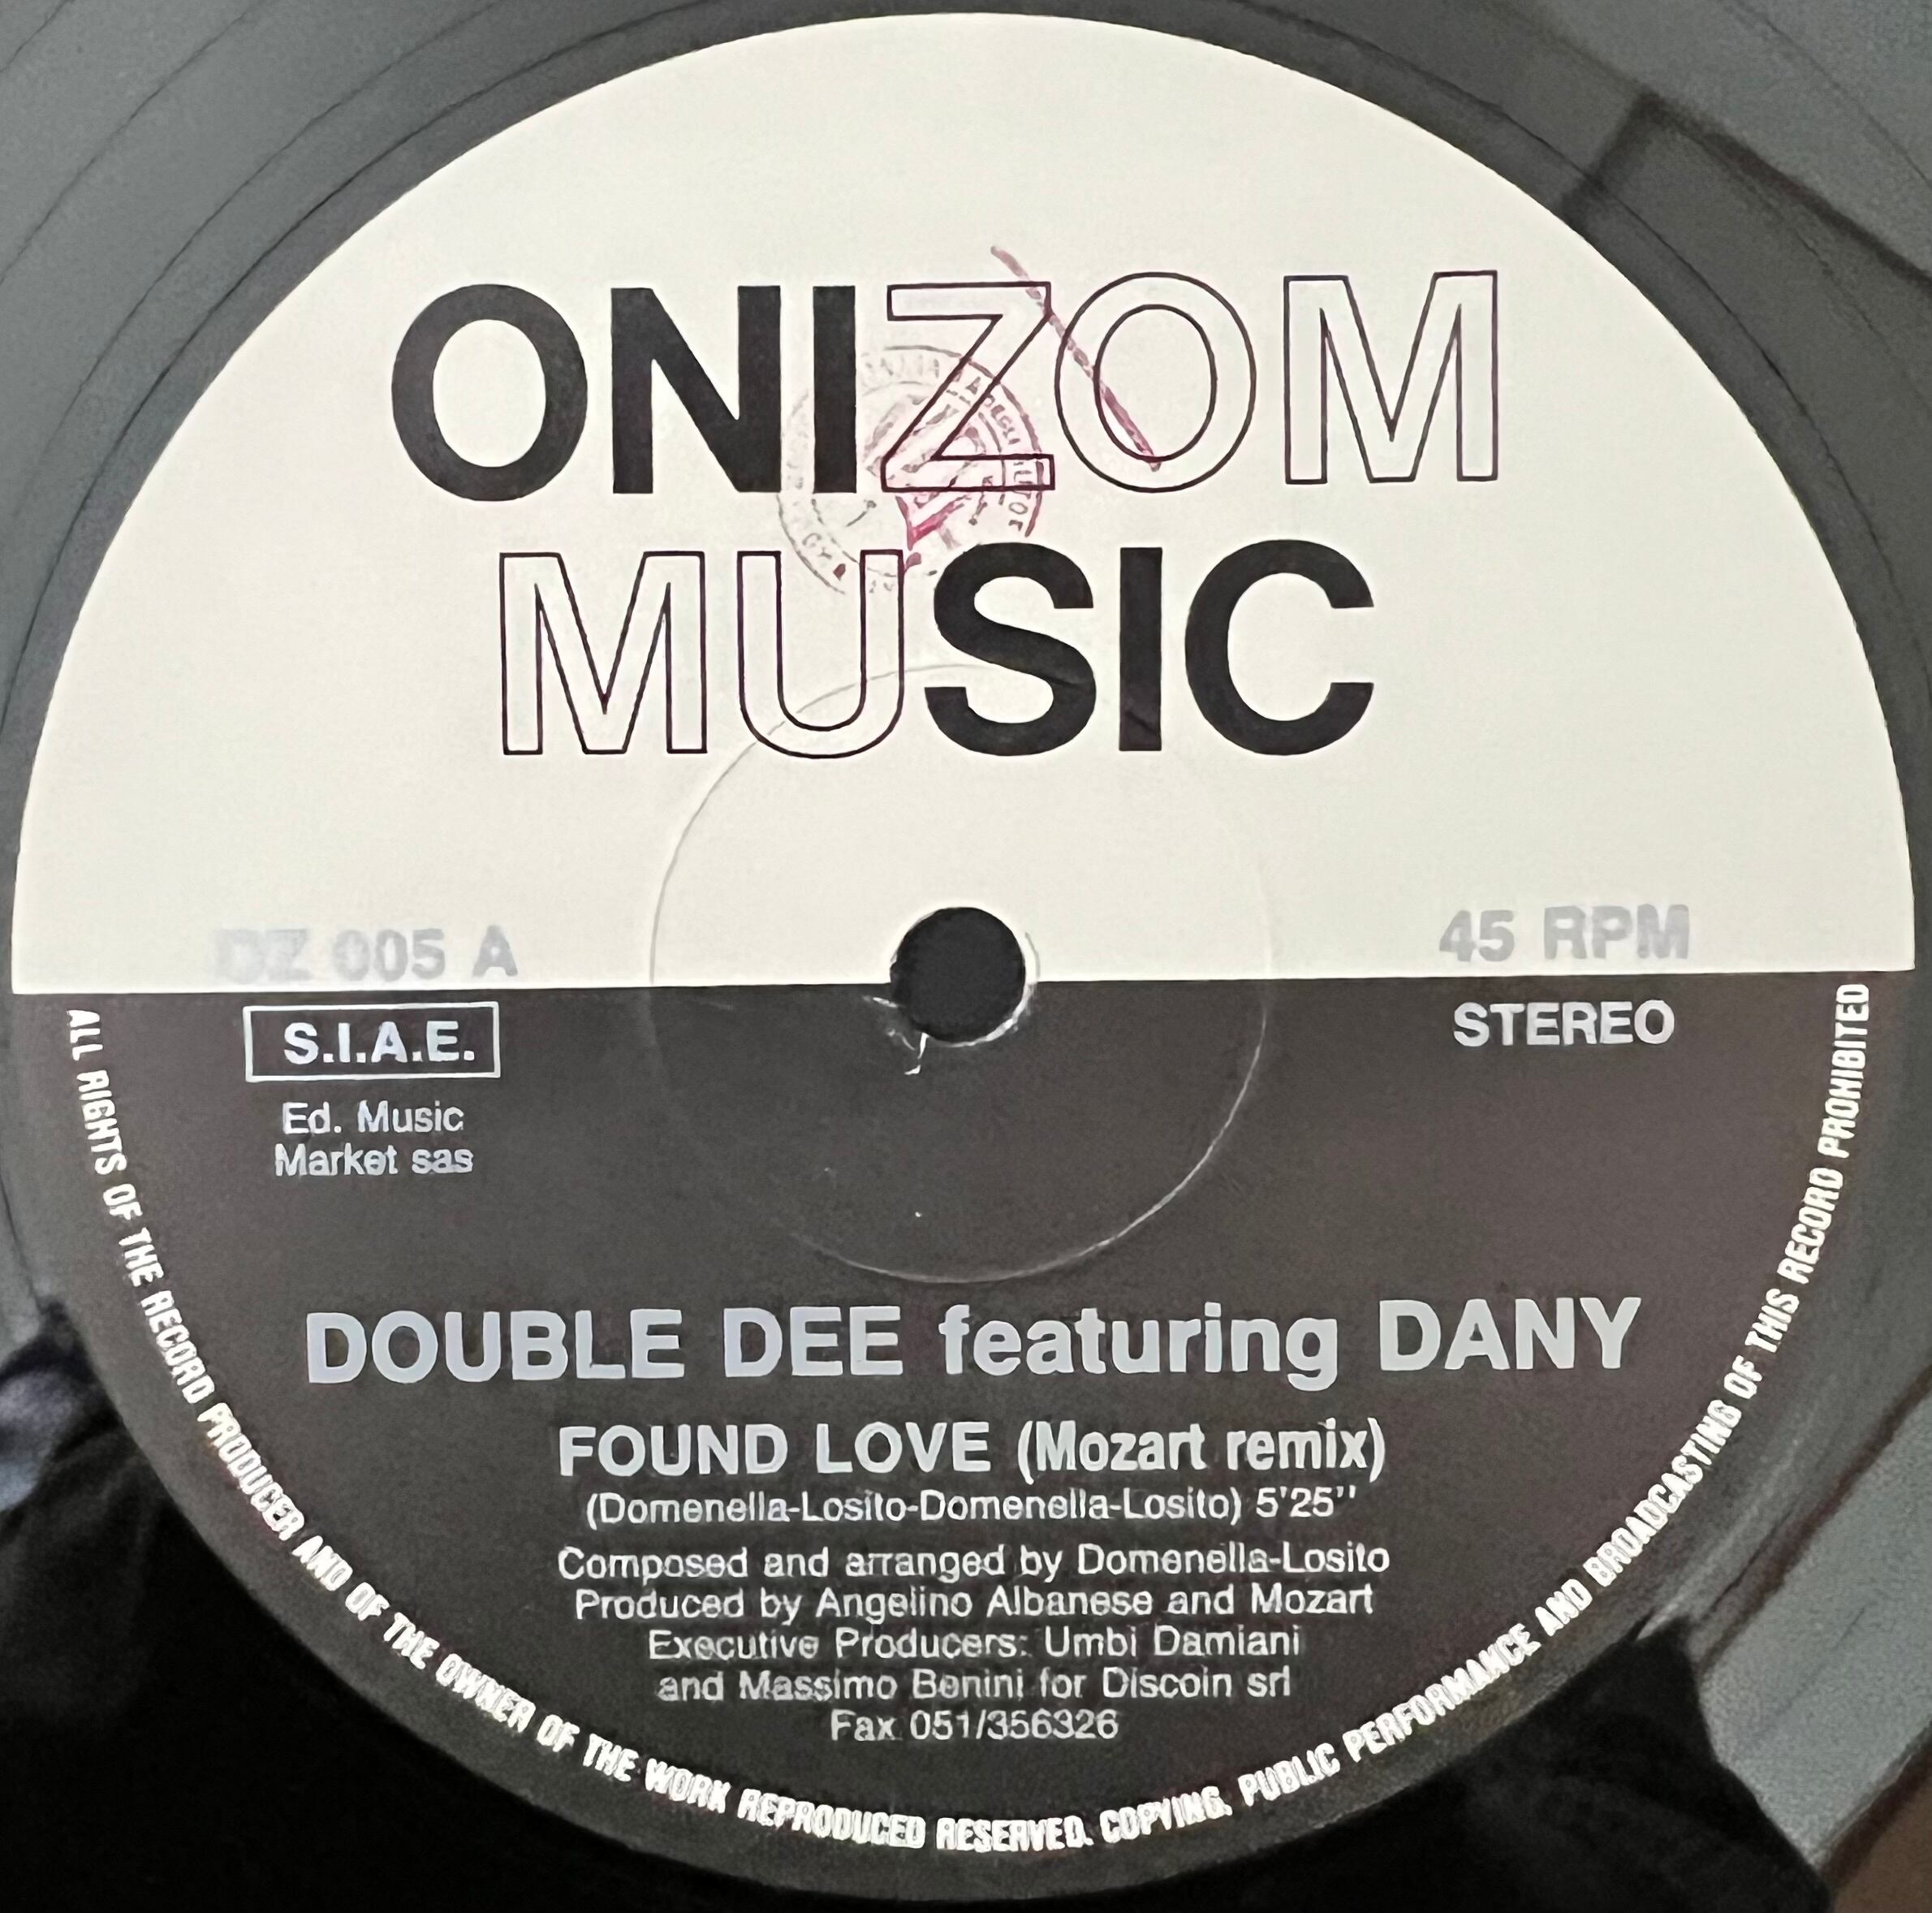 ONIZOM
MUSIC
DZ 005 A
45 RPM
S.I.A.E.
STEREO
Ed. Music
Market sas
DOUBLE DEE featuring DANY
FOUND LOVE (Mozart remix)
(Domenella-Losito-Domenella-Losito) 5'25''
Composed and arranged by Domenella-Losito
Produced by Angelino Albanese and Mozart
Executive Producers: Umbi Damiani
and Massimo Benini for Discoin srl
Fax 051/356326
ALL RIGHTS OF THE RECORD PRODUCER AND OF THE OWNER OF THE WORK REPRODUCED RESERVED. COPYING, PUBLIC PERFORMANCE AND BROADCASTING OF THIS RECORD PROHIBITED